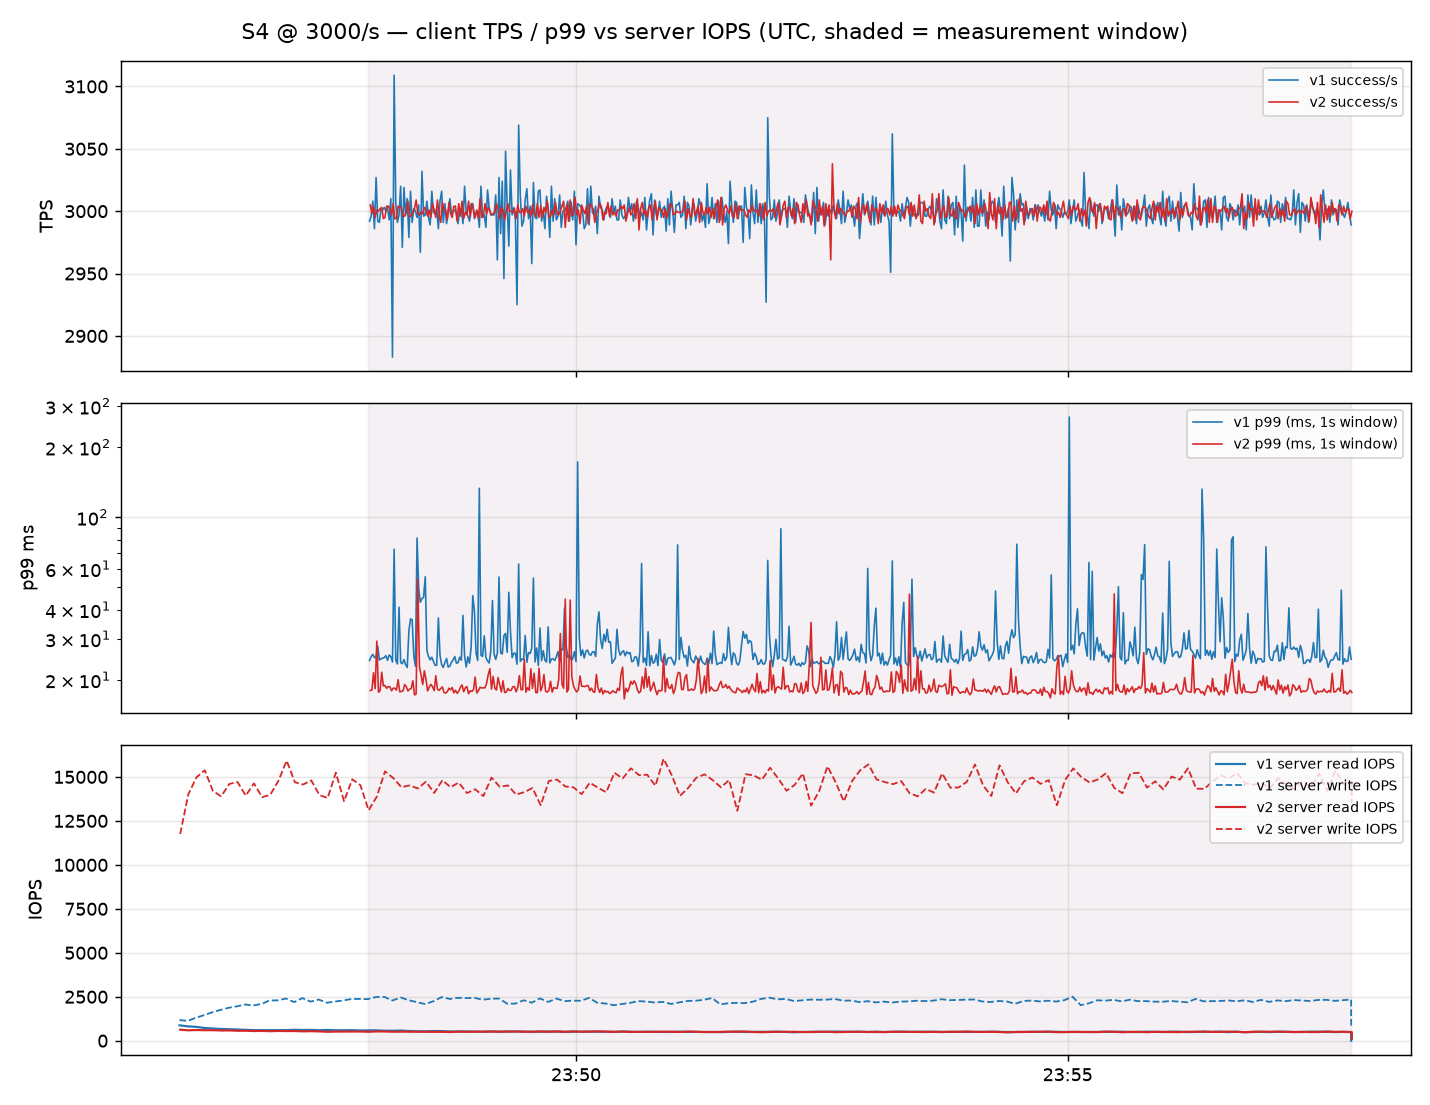 S4 @ 3000/s — client TPS / p99 vs server IOPS (UTC, shaded = measurement window)
v1 success/s
v2 success/s
3100
3050
3000
2950
2900
TPS
v1 p99 (ms, 1s window)
v2 p99 (ms, 1s window)
3 × 10²
2 × 10²
10²
6 × 10¹
4 × 10¹
3 × 10¹
2 × 10¹
p99 ms
v1 server read IOPS
v1 server write IOPS
v2 server read IOPS
v2 server write IOPS
15000
12500
10000
7500
5000
2500
0
IOPS
23:50
23:55